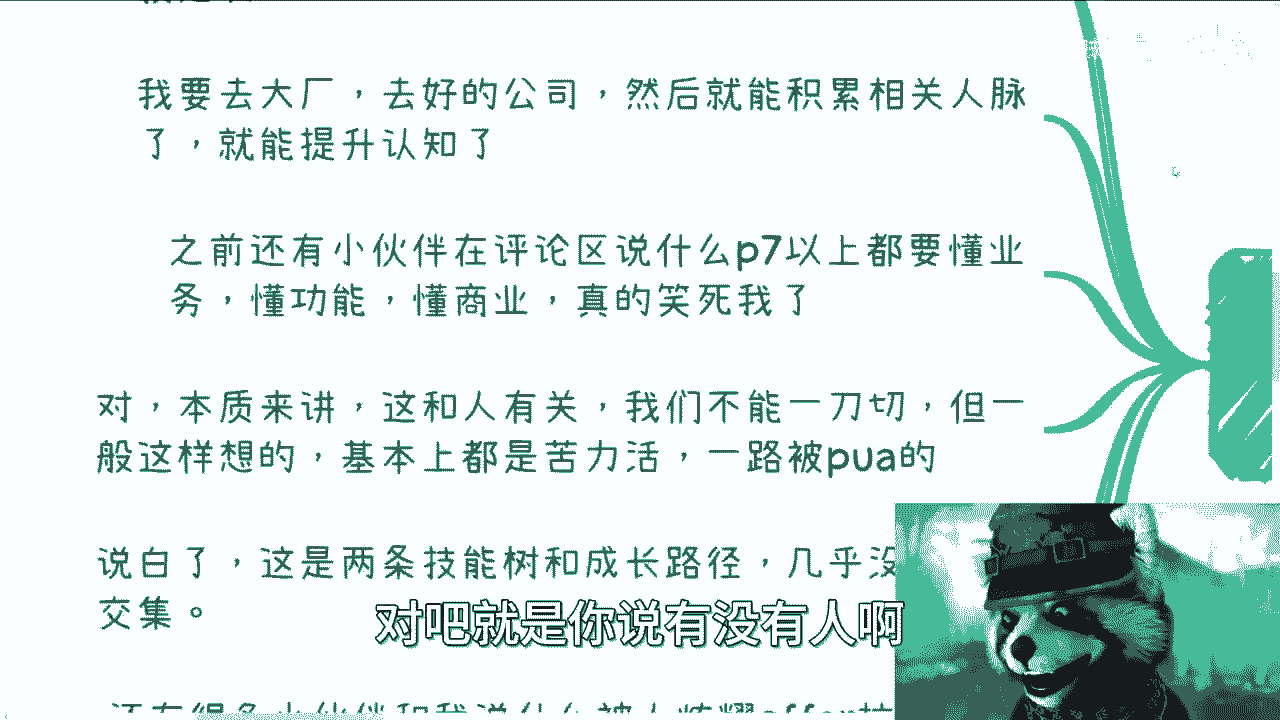 我要去大厂，去好的公司，然后就能积累相关人脉
了，就能提升认知了
之前还有小伙伴在评论区说什么p7以上都要懂业
务，懂功能，懂商业，真的笑死我了
对，本质来讲，这和人有关，我们不能一刀切，但一
般这样想的，基本上都是苦力活，一路被pua的
说白了，这是两条技能树和成长路径，几乎没
交集。
对吧就是你说有没有人啊